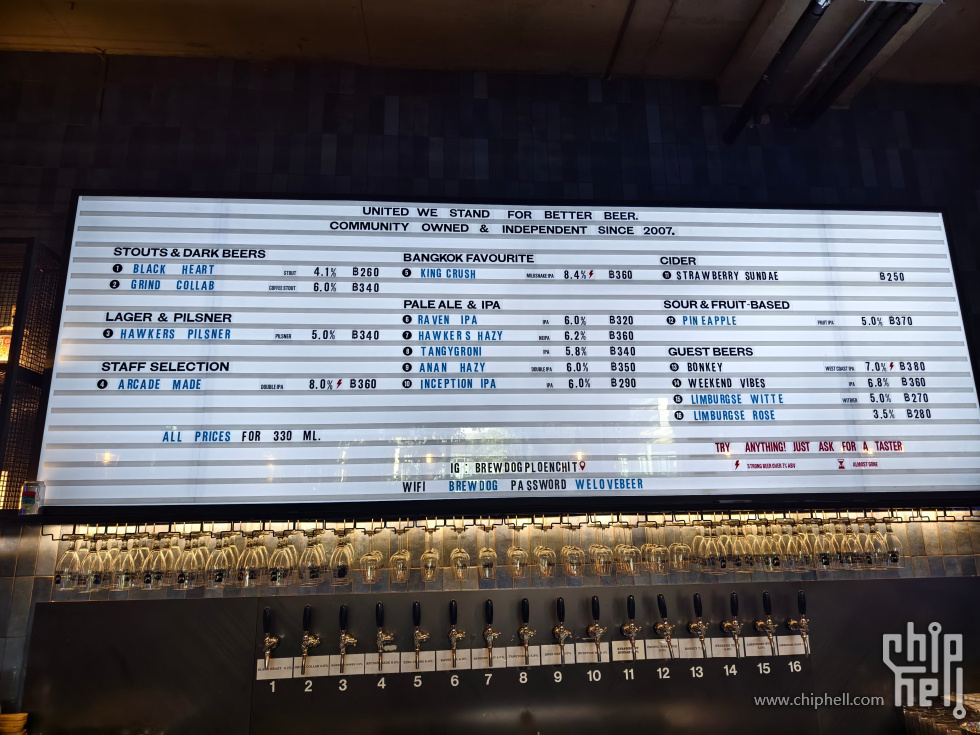 UNITED WE STAND FOR BETTER BEER.
COMMUNITY OWNED & INDEPENDENT SINCE 2007.
STOUTS & DARK BEERS
1 BLACK HEART STOUT 4.1% ฿260
2 GRIND COLLAB COFFEE STOUT 6.0% ฿340
LAGER & PILSNER
3 HAWKERS PILSNER PILSNER 5.0% ฿340
STAFF SELECTION
4 ARCADE MADE DOUBLE IPA 8.0% ฿360
ALL PRICES FOR 330 ML.
BANGKOK FAVOURITE
5 KING CRUSH MILKSHAKE IPA 8.4% ฿360
PALE ALE & IPA
6 RAVEN IPA IPA 6.0% ฿320
7 HAWKERS HAZY NEIPA 6.2% ฿360
8 TANGYGRONI IPA 5.8% ฿340
9 ANAN HAZY DOUBLE IPA 6.0% ฿350
10 INCEPTION IPA IPA 6.0% ฿290
CIDER
11 STRAWBERRY SUNDAE ฿250
SOUR & FRUIT-BASED
12 PINEAPPLE FRUIT IPA 5.0% ฿370
GUEST BEERS
13 BONKEY WEST COAST IPA 7.0% ฿380
14 WEEKEND VIBES IPA 6.8% ฿360
15 LIMBURGSE WITTE WITBIER 5.0% ฿270
16 LIMBURGSE ROSE 3.5% ฿280
TRY ANYTHING! JUST ASK FOR A TASTER
STRONG BEER OVER 7% ABV
ALMOST GONE
IG : BREWDOGPLOENCHIT
WIFI BREWDOG PASSWORD WELOVEBEER
1 2 3 4 5 6 7 8 9 10 11 12 13 14 15 16
chip hell
www.chiphell.com